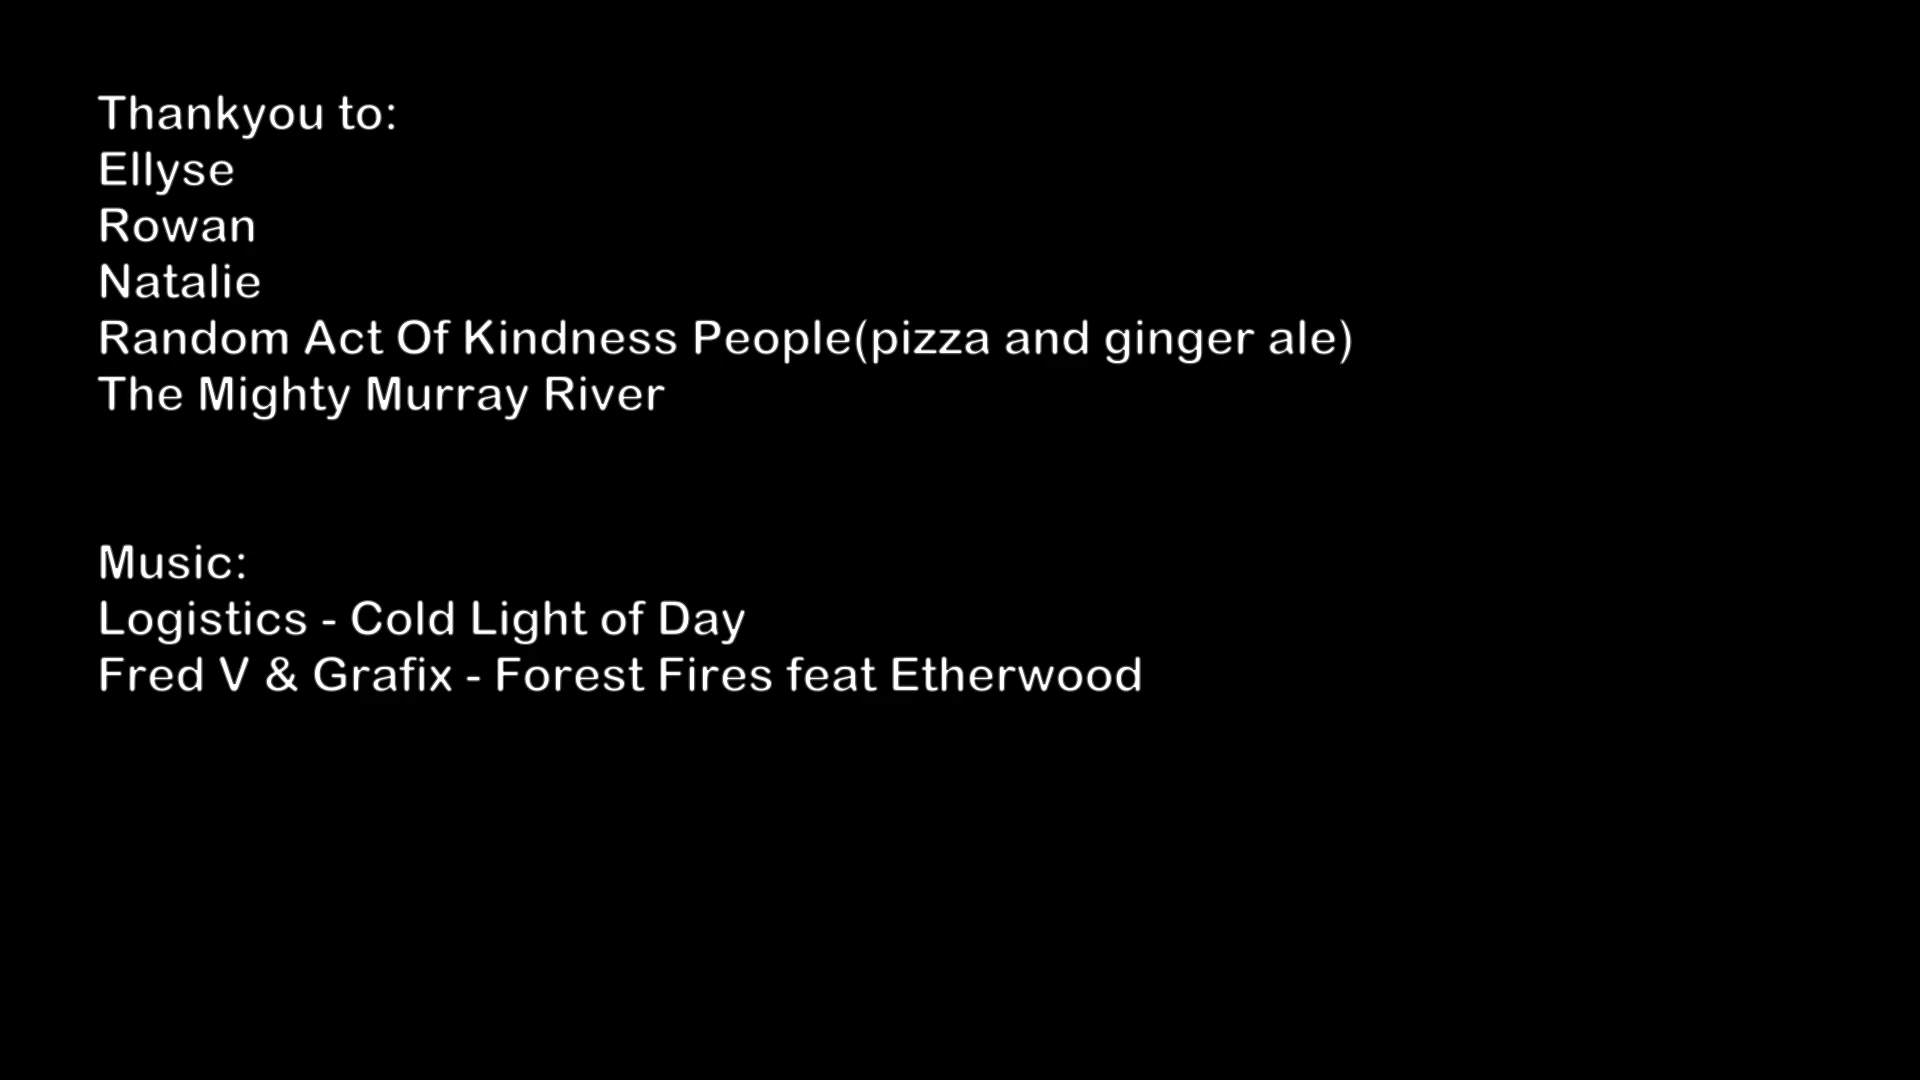 Thankyou to:
Ellyse
Rowan
Natalie
Random Act Of Kindness People(pizza and ginger ale)
The Mighty Murray River
Music:
Logistics - Cold Light of Day
Fred V & Grafix - Forest Fires feat Etherwood